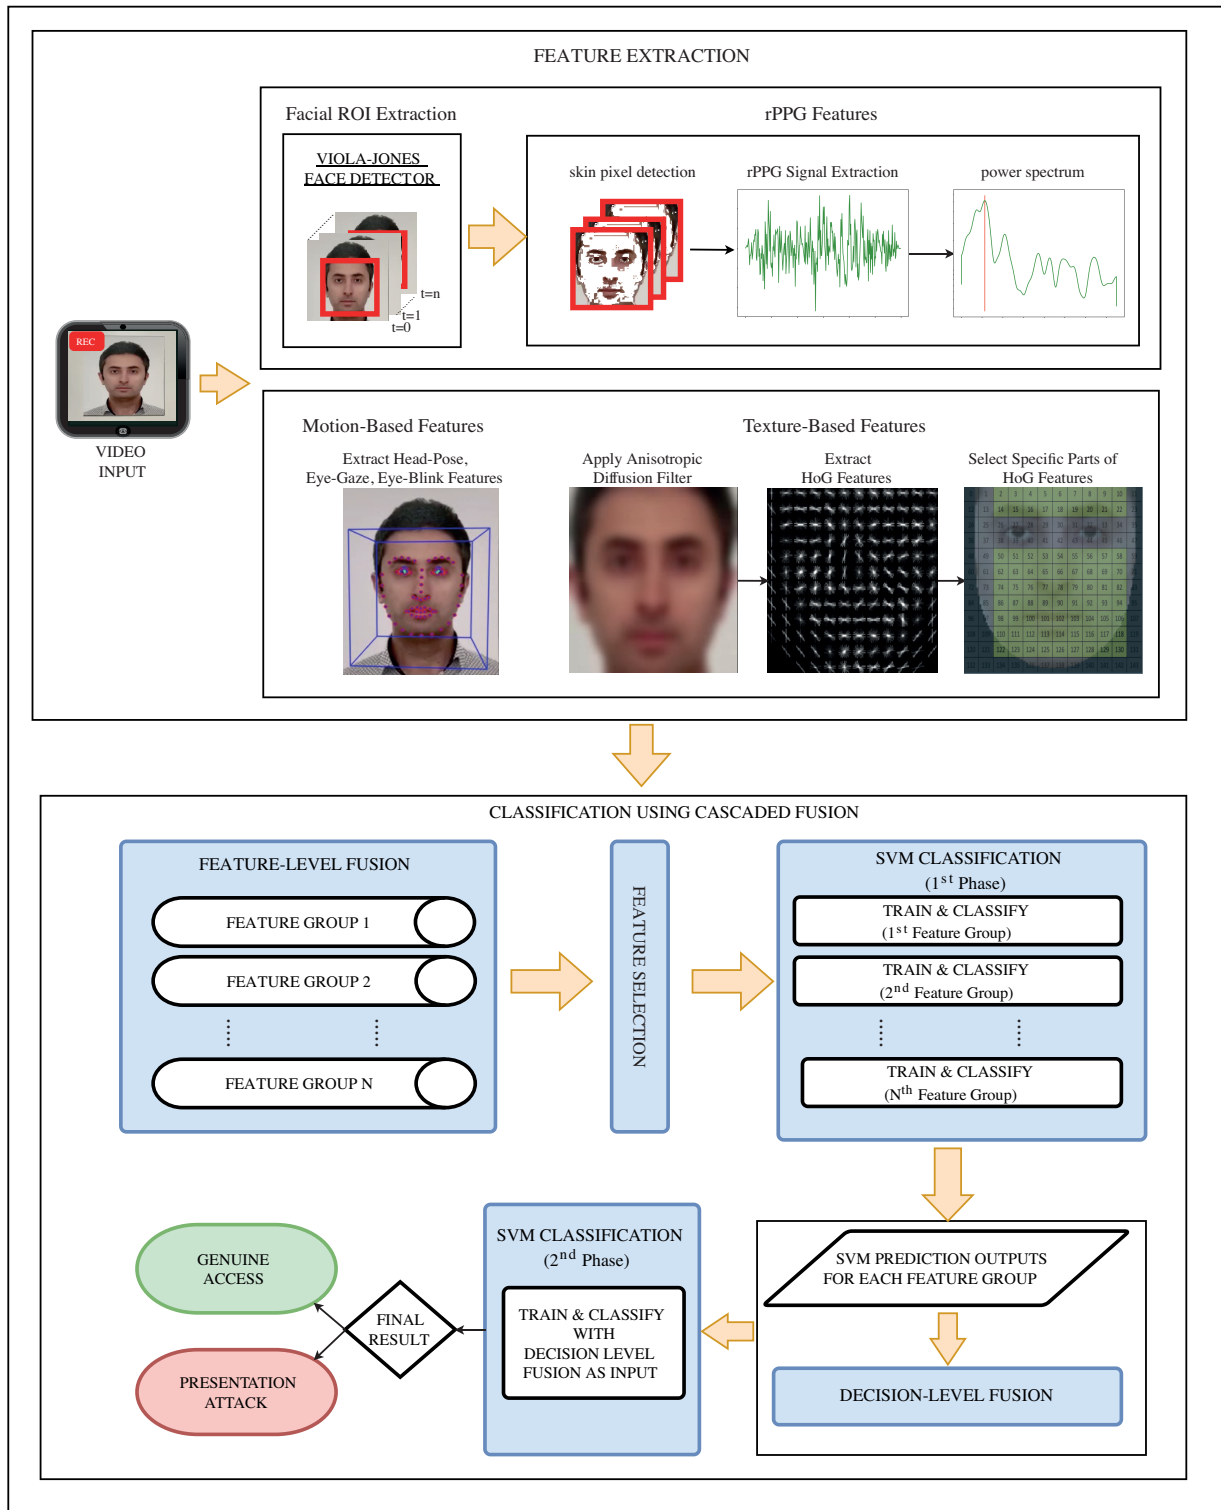 FEATURE EXTRACTION
Facial ROI Extraction
VIOLA-JONES
FACE DETECTOR
t=n
t=1
t=0
rPPG Features
skin pixel detection
rPPG Signal Extraction
power spectrum
REC
VIDEO
INPUT
Motion-Based Features
Extract Head-Pose,
Eye-Gaze, Eye-Blink Features
Texture-Based Features
Apply Anisotropic
Diffusion Filter
Extract
HoG Features
Select Specific Parts of
HoG Features
CLASSIFICATION USING CASCADED FUSION
FEATURE-LEVEL FUSION
FEATURE GROUP 1
FEATURE GROUP 2
FEATURE GROUP N
FEATURE SELECTION
SVM CLASSIFICATION
(1st Phase)
TRAIN & CLASSIFY
(1st Feature Group)
TRAIN & CLASSIFY
(2nd Feature Group)
TRAIN & CLASSIFY
(Nth Feature Group)
SVM PREDICTION OUTPUTS
FOR EACH FEATURE GROUP
DECISION-LEVEL FUSION
SVM CLASSIFICATION
(2nd Phase)
TRAIN & CLASSIFY
WITH
DECISION LEVEL
FUSION AS INPUT
FINAL
RESULT
GENUINE
ACCESS
PRESENTATION
ATTACK